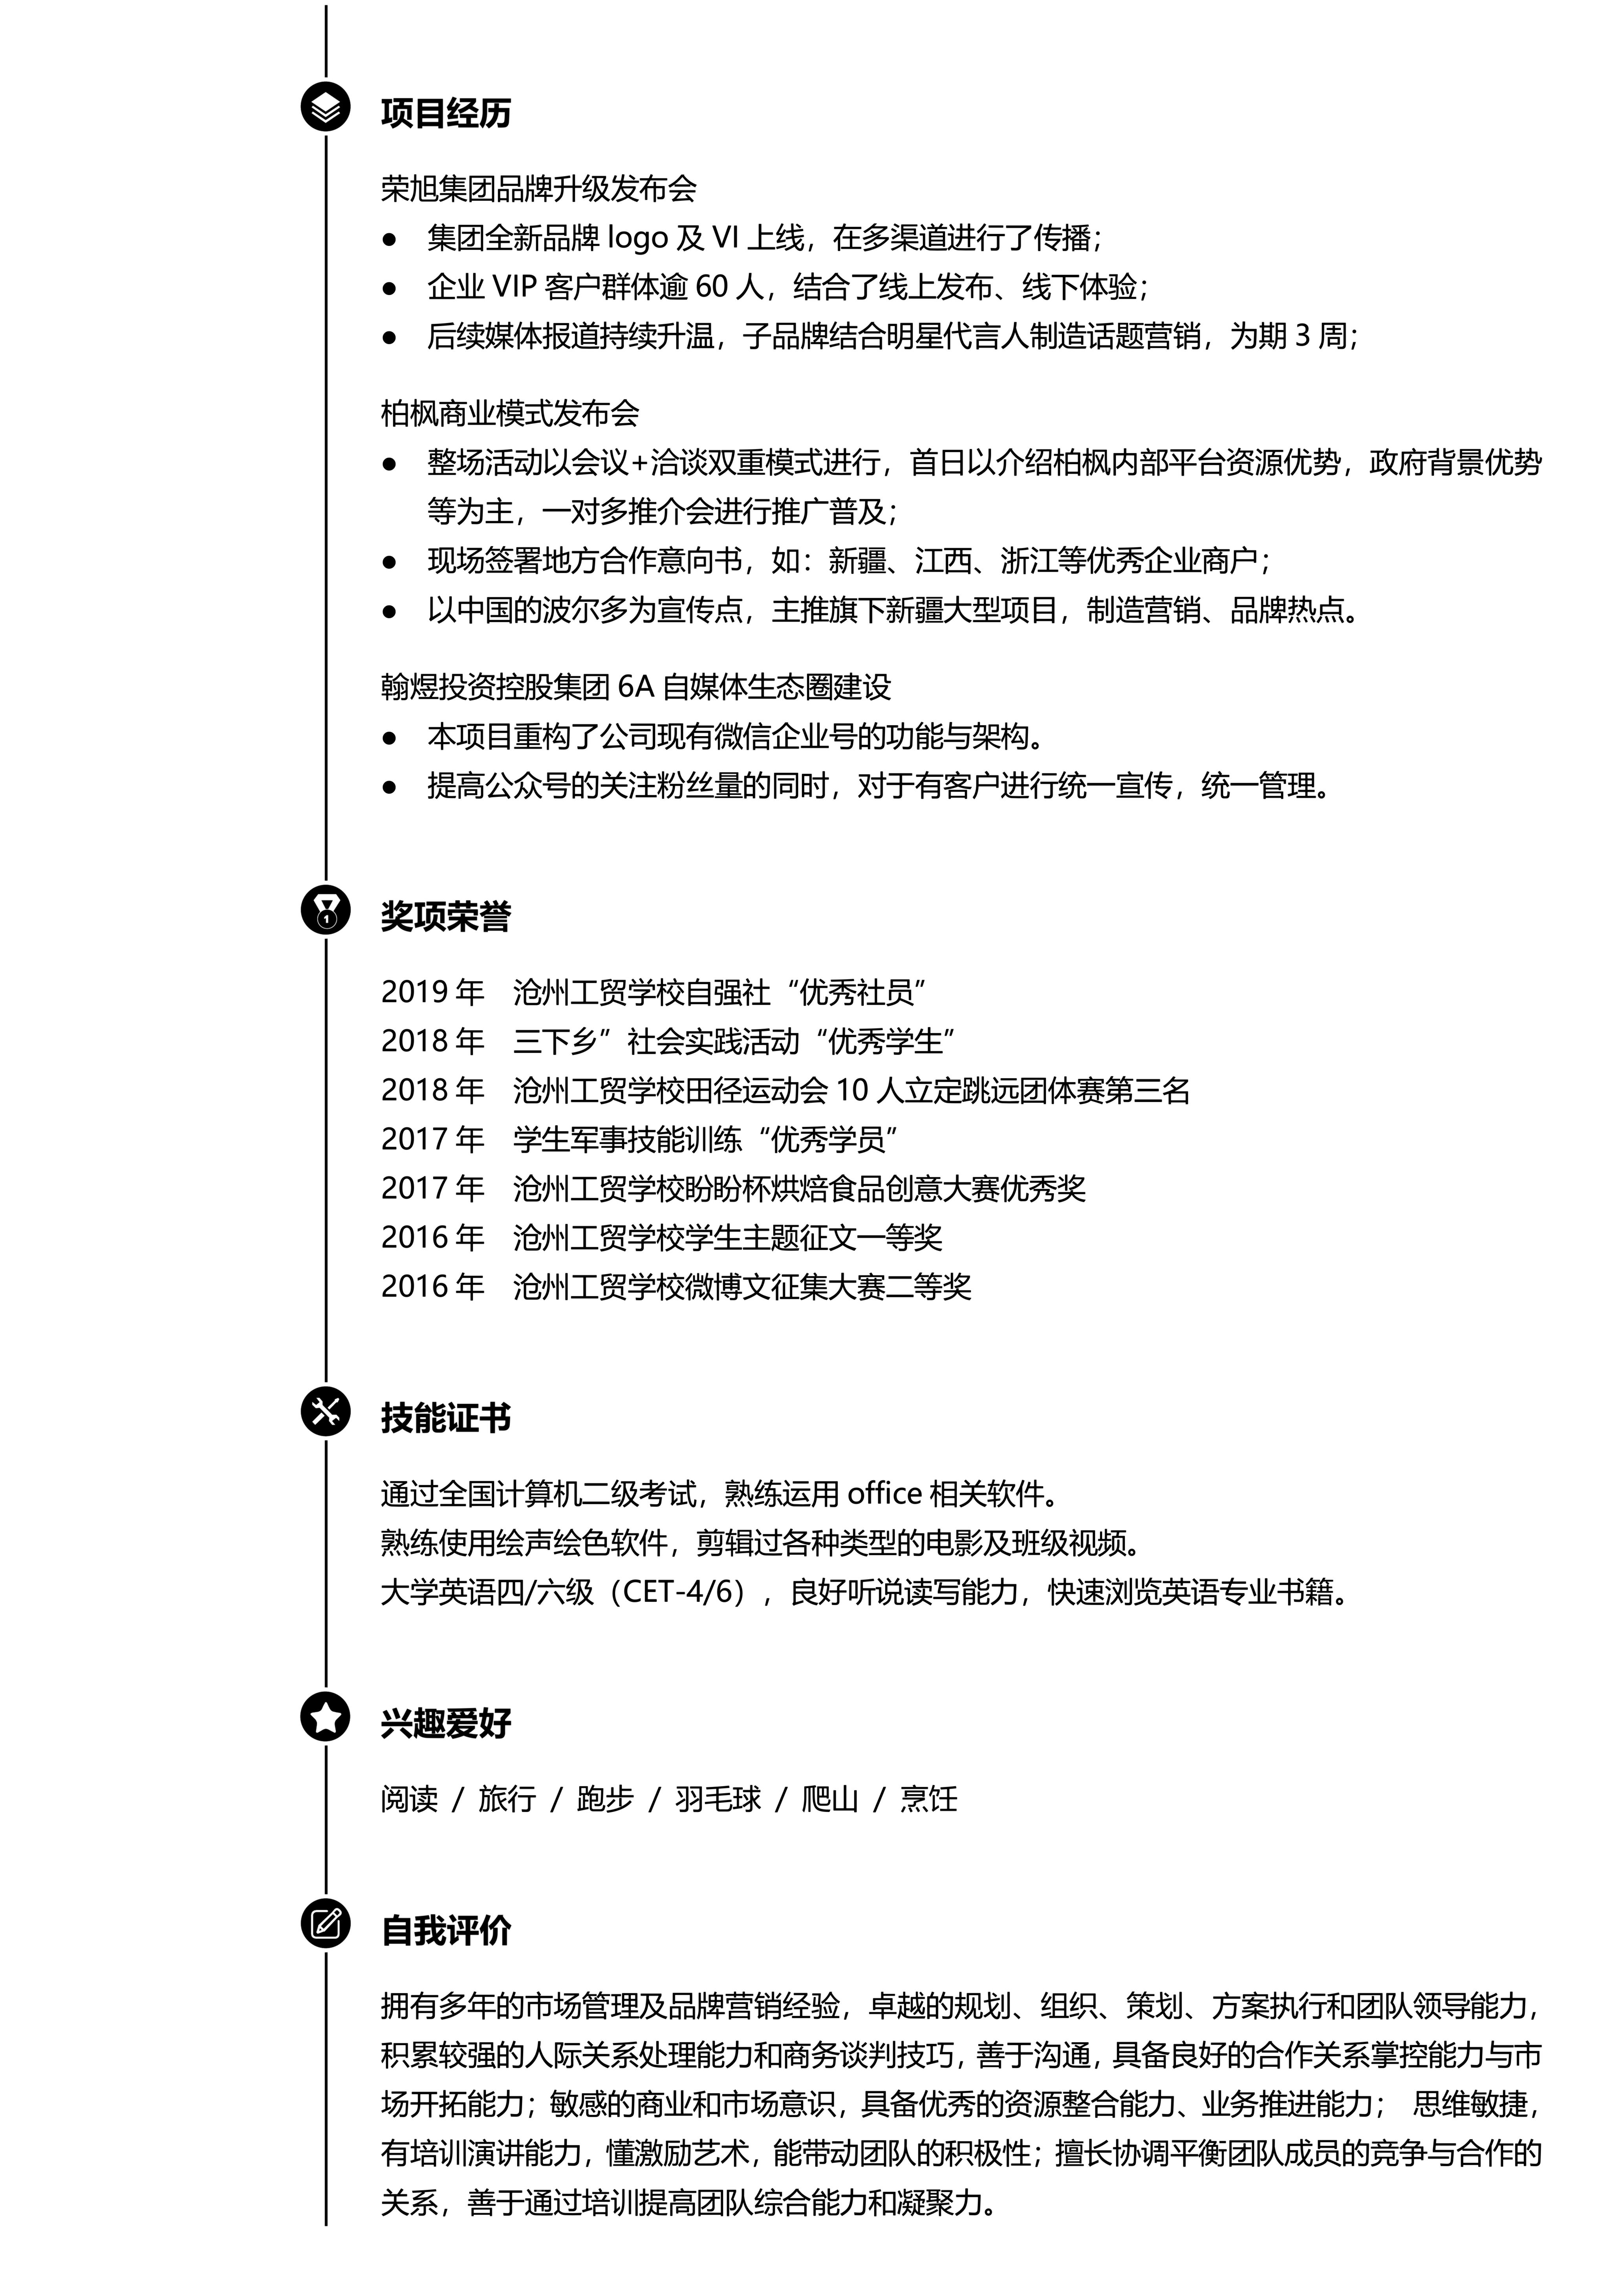 项目经历
荣旭集团品牌升级发布会
● 集团全新品牌 logo 及 VI 上线，在多渠道进行了传播；
● 企业 VIP 客户群体逾 60 人，结合了线上发布、线下体验；
● 后续媒体报道持续升温，子品牌结合明星代言人制造话题营销，为期 3 周；
柏枫商业模式发布会
● 整场活动以会议+洽谈双重模式进行，首日以介绍柏枫内部平台资源优势，政府背景优势
等为主，一对多推介会进行推广普及；
● 现场签署地方合作意向书，如：新疆、江西、浙江等优秀企业商户；
● 以中国的波尔多为宣传点，主推旗下新疆大型项目，制造营销、品牌热点。
翰煜投资控股集团 6A 自媒体生态圈建设
● 本项目重构了公司现有微信企业号的功能与架构。
● 提高公众号的关注粉丝量的同时，对于有客户进行统一宣传，统一管理。
1
奖项荣誉
2019 年 沧州工贸学校自强社“优秀社员”
2018 年 三下乡”社会实践活动“优秀学生”
2018 年 沧州工贸学校田径运动会 10 人立定跳远团体赛第三名
2017 年 学生军事技能训练“优秀学员”
2017 年 沧州工贸学校盼盼杯烘焙食品创意大赛优秀奖
2016 年 沧州工贸学校学生主题征文一等奖
2016 年 沧州工贸学校微博文征集大赛二等奖
技能证书
通过全国计算机二级考试，熟练运用 office 相关软件。
熟练使用绘声绘色软件，剪辑过各种类型的电影及班级视频。
大学英语四/六级（CET-4/6），良好听说读写能力，快速浏览英语专业书籍。
兴趣爱好
阅读 / 旅行 / 跑步 / 羽毛球 / 爬山 / 烹饪
自我评价
拥有多年的市场管理及品牌营销经验，卓越的规划、组织、策划、方案执行和团队领导能力，
积累较强的人际关系处理能力和商务谈判技巧，善于沟通，具备良好的合作关系掌控能力与市
场开拓能力；敏感的商业和市场意识，具备优秀的资源整合能力、业务推进能力； 思维敏捷，
有培训演讲能力，懂激励艺术，能带动团队的积极性；擅长协调平衡团队成员的竞争与合作的
关系，善于通过培训提高团队综合能力和凝聚力。